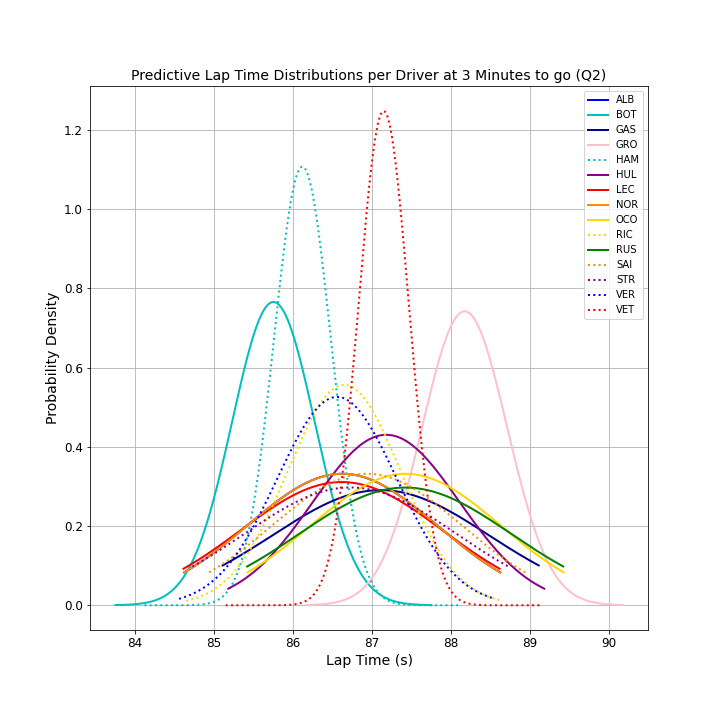 Predictive Lap Time Distributions per Driver at 3 Minutes to go (Q2)
ALB
BOT
GAS
GRO
HAM
HUL
LEC
NOR
OCO
RIC
RUS
SAI
STR
VER
VET
Probability Density
1.2
1.0
0.8
0.6
0.4
0.2
0.0
84 85 86 87 88 89 90
Lap Time (s)